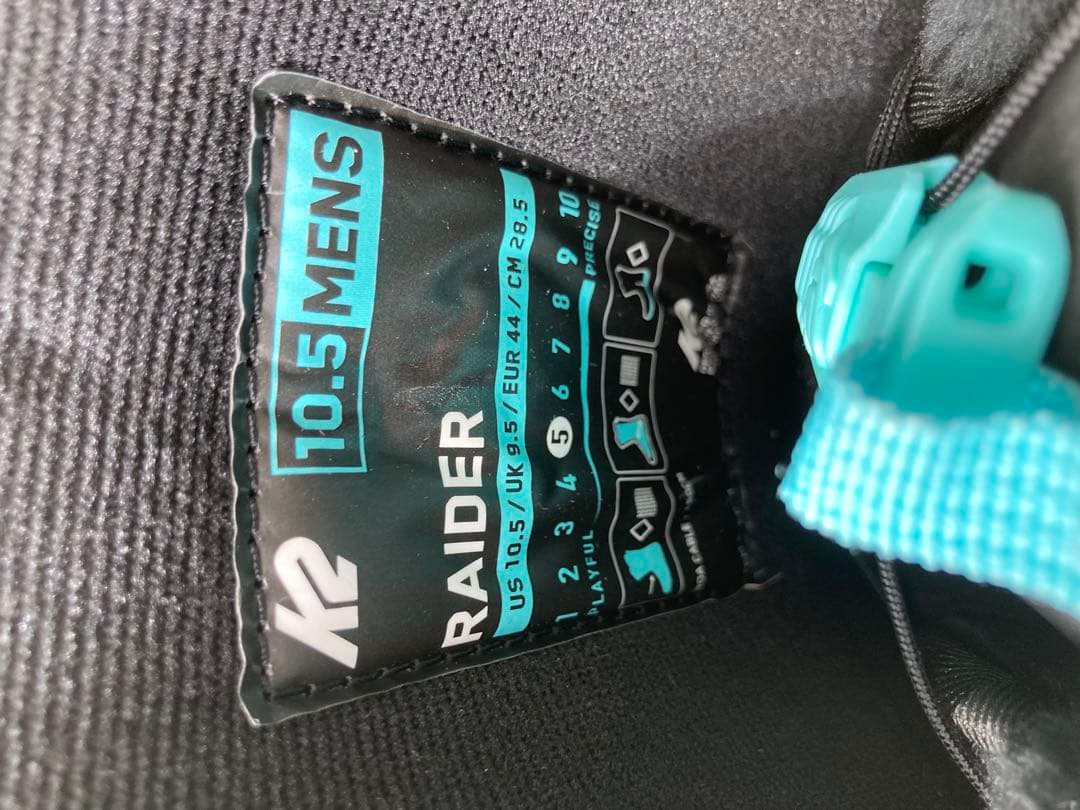 K2 10.5 MENS
RAIDER
US 10.5 / UK 9.5 / EUR 44 / CM 28.5
1 2 3 4 5 6 7 8 9 10
PLAYFUL PRECISE